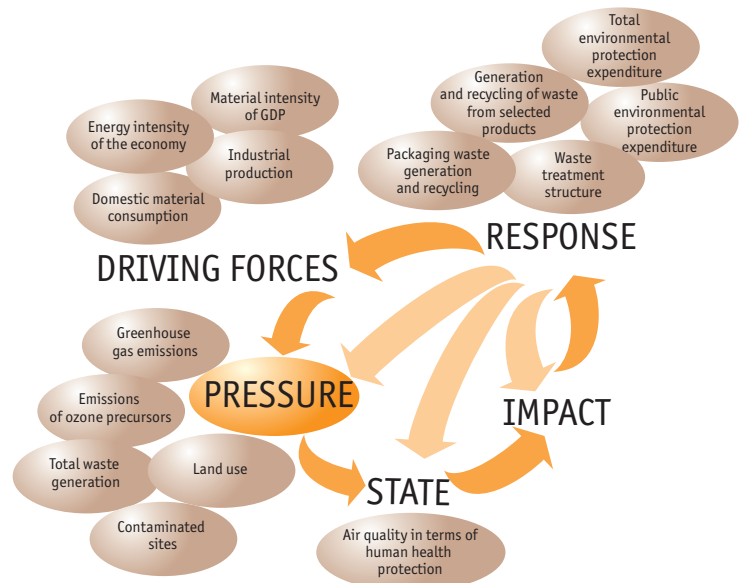 Total
environmental
protection
expenditure
Generation
and recycling of waste
from selected
products
Public
environmental
protection
expenditure
Material intensity
of GDP
Energy intensity
of the economy
Industrial
production
Packaging waste
generation
and recycling
Waste
treatment
structure
Domestic material
consumption
RESPONSE
DRIVING FORCES
Greenhouse
gas emissions
PRESSURE
Emissions
of ozone precursors
IMPACT
Total waste
generation
Land use
STATE
Contaminated
sites
Air quality in terms of
human health
protection